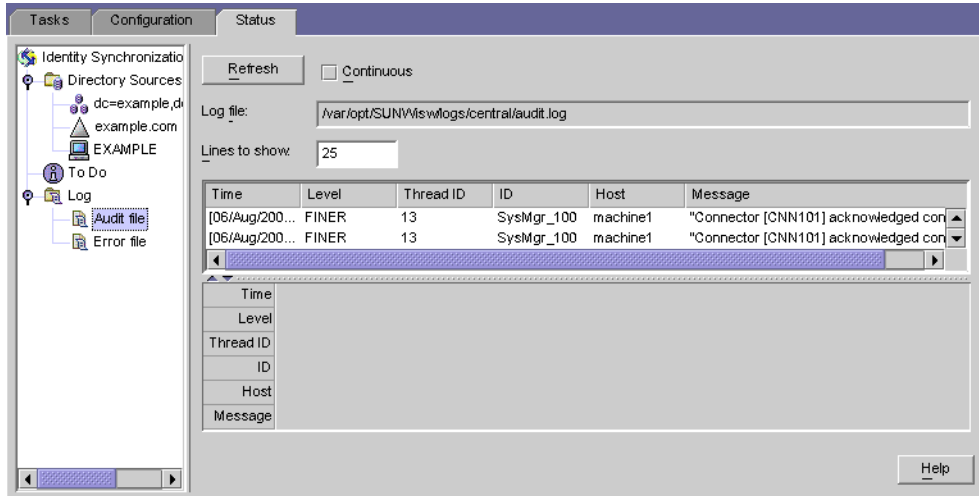 Tasks Configuration Status
Identity Synchronizatio
Directory Sources
dc=example,d
example.com
EXAMPLE
To Do
Log
Audit file
Error file
Refresh Continuous
Log file: /var/opt/SUNWisw/logs/central/audit.log
Lines to show: 25
Time Level Thread ID ID Host Message
[06/Aug/200... FINER 13 SysMgr_100 machine1 "Connector [CNN101] acknowledged con
[06/Aug/200... FINER 13 SysMgr_100 machine1 "Connector [CNN101] acknowledged con
Time
Level
Thread ID
ID
Host
Message
Help